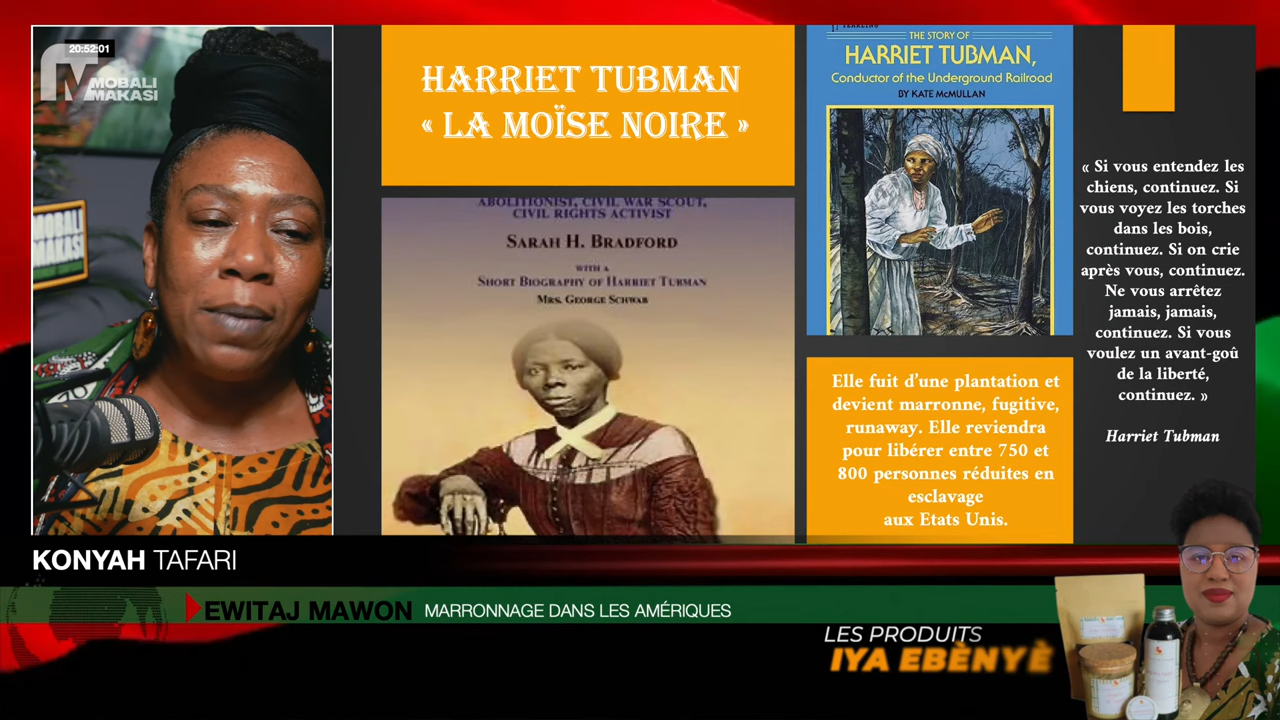 20:52:01
MOBALI
MAKASI
MOBALI
MAKASI
HARRIET TUBMAN
« LA MOÏSE NOIRE »
ABOLITIONIST, CIVIL WAR SCOUT,
CIVIL RIGHTS ACTIVIST
SARAH H. BRADFORD
WITH A
SHORT BIOGRAPHY OF HARRIET TUBMAN
MRS. GEORGE SCHWAB
THE STORY OF
HARRIET TUBMAN,
Conductor of the Underground Railroad
BY KATE McMULLAN
Elle fuit d'une plantation et
devient marronne, fugitive,
runaway. Elle reviendra
pour libérer entre 750 et
800 personnes réduites en
esclavage
aux Etats Unis.
« Si vous entendez les
chiens, continuez. Si
vous voyez les torches
dans les bois,
continuez. Si on crie
après vous, continuez.
Ne vous arrêtez
jamais, jamais,
continuez. Si vous
voulez un avant-goû
de la liberté,
continuez. »
Harriet Tubman
KONYAH TAFARI
EWITAJ MAWON MARRONNAGE DANS LES AMÉRIQUES
LES PRODUITS
IYA EBÈNYÈ